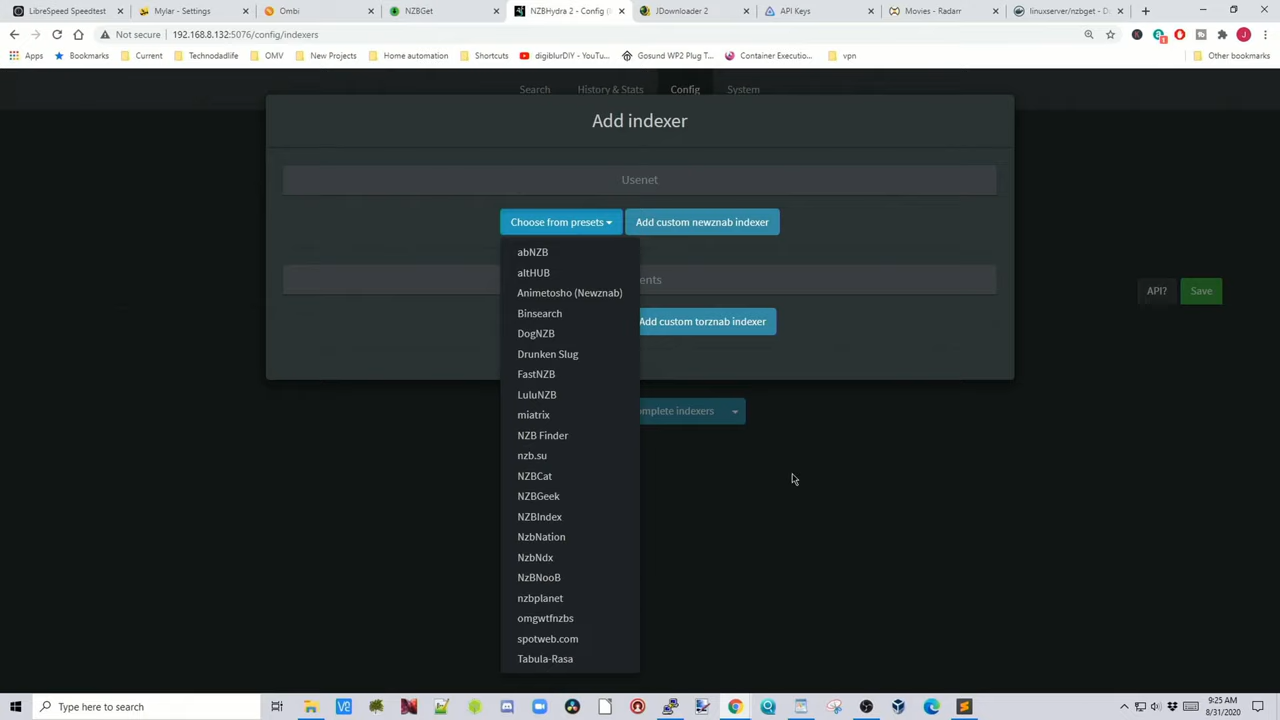 LibreSpeed Speedtest
Mylar - Settings
Ombi
NZBGet
NZBHydra 2 - Config (
JDownloader 2
API Keys
Movies - Radarr
linuxserver/nzbget - D
Not secure 192.168.8.132:5076/config/indexers
Apps Bookmarks Current Technodadlife OMV New Projects Home automation Shortcuts digiblurDIY - YouTu... Gosund WP2 Plug T... Container Executio... vpn Other bookmarks
Search History & Stats Config System
Add indexer
Usenet
Choose from presets Add custom newznab indexer
abNZB
altHUB
ents
Animetosho (Newznab)
API? Save
Binsearch
Add custom torznab indexer
DogNZB
Drunken Slug
FastNZB
LuluNZB
omplete indexers
miatrix
NZB Finder
nzb.su
NZBCat
NZBGeek
NZBIndex
NzbNation
NzbNdx
NzBNooB
nzbplanet
omgwtfnzbs
spotweb.com
Tabula-Rasa
Type here to search
9:25 AM
8/31/2020